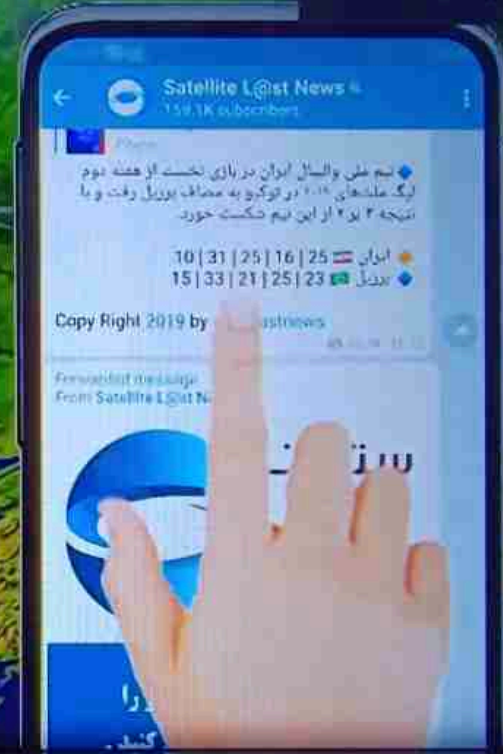 Satellite L@st News
159.1K subscribers
تیم ملی والیبال ایران در بازی نخست از هفته دوم
لیگ ملت‌های ۲۰۱۹ در توکیو به مصاف برزیل رفت و با
نتیجه ۳ بر ۲ از این تیم شکست خورد.
ایران 🇮🇷 25 | 16 | 25 | 31 | 10
برزیل 🇧🇷 23 | 25 | 21 | 33 | 15
Copy Right 2019 by
Forwarded message
From Satellite L@st
را
کنید.